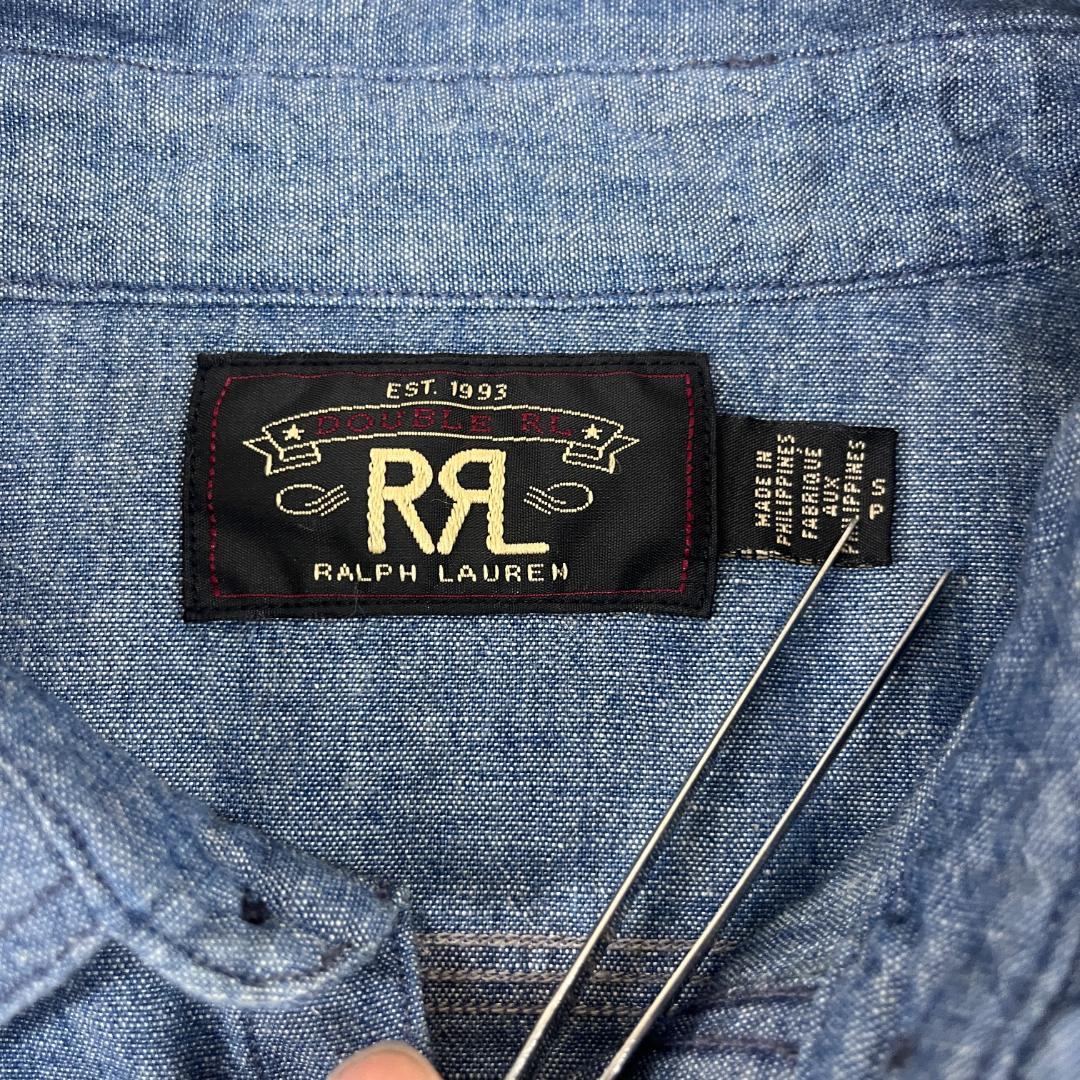 EST. 1993
DOUBLE RL
RRL
RALPH LAUREN
MADE IN
PHILIPPINES
FABRIQUÉ
AUX
PHILIPPINES
S
P